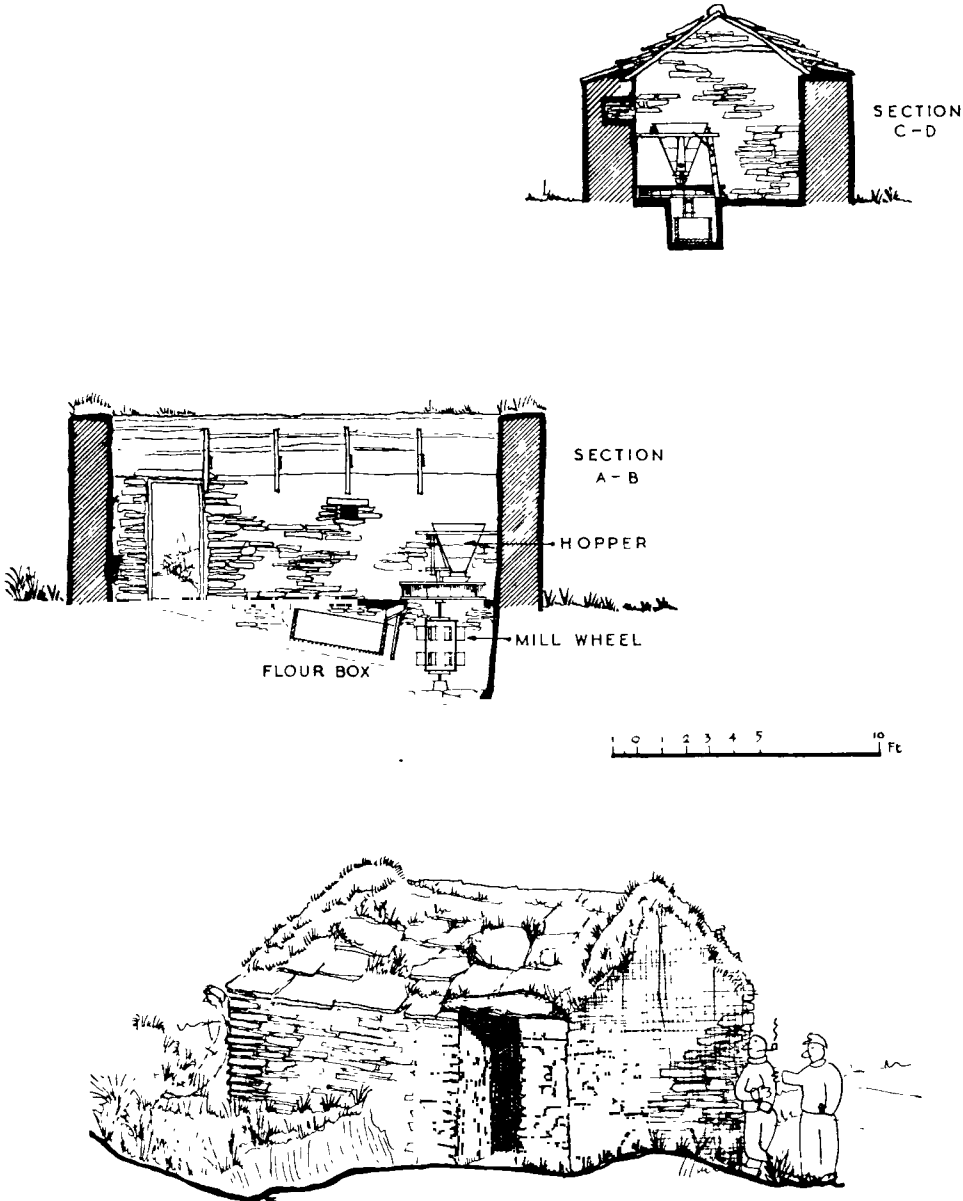 SECTION
C-D
SECTION
A-B
HOPPER
MILL WHEEL
FLOUR BOX
1 0 1 2 3 4 5 10 Ft